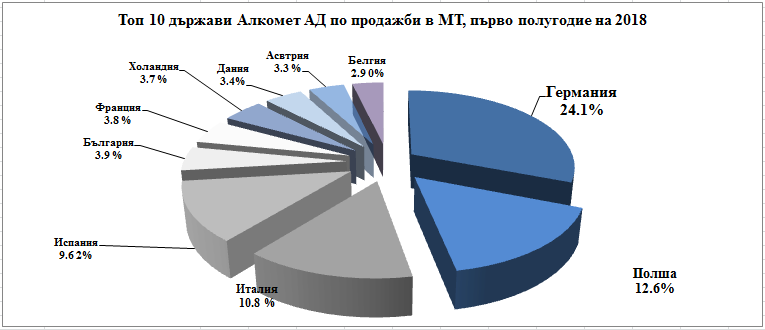 Топ 10 държави Алкомет АД по продажби в МТ, първо полугодие на 2018
Германия
24.1%
Полша
12.6%
Италия
10.8 %
Испания
9.62%
България
3.9 %
Франция
3.8 %
Холандия
3.7%
Дания
3.4%
Асвтрия
3.3%
Белгия
2.90%